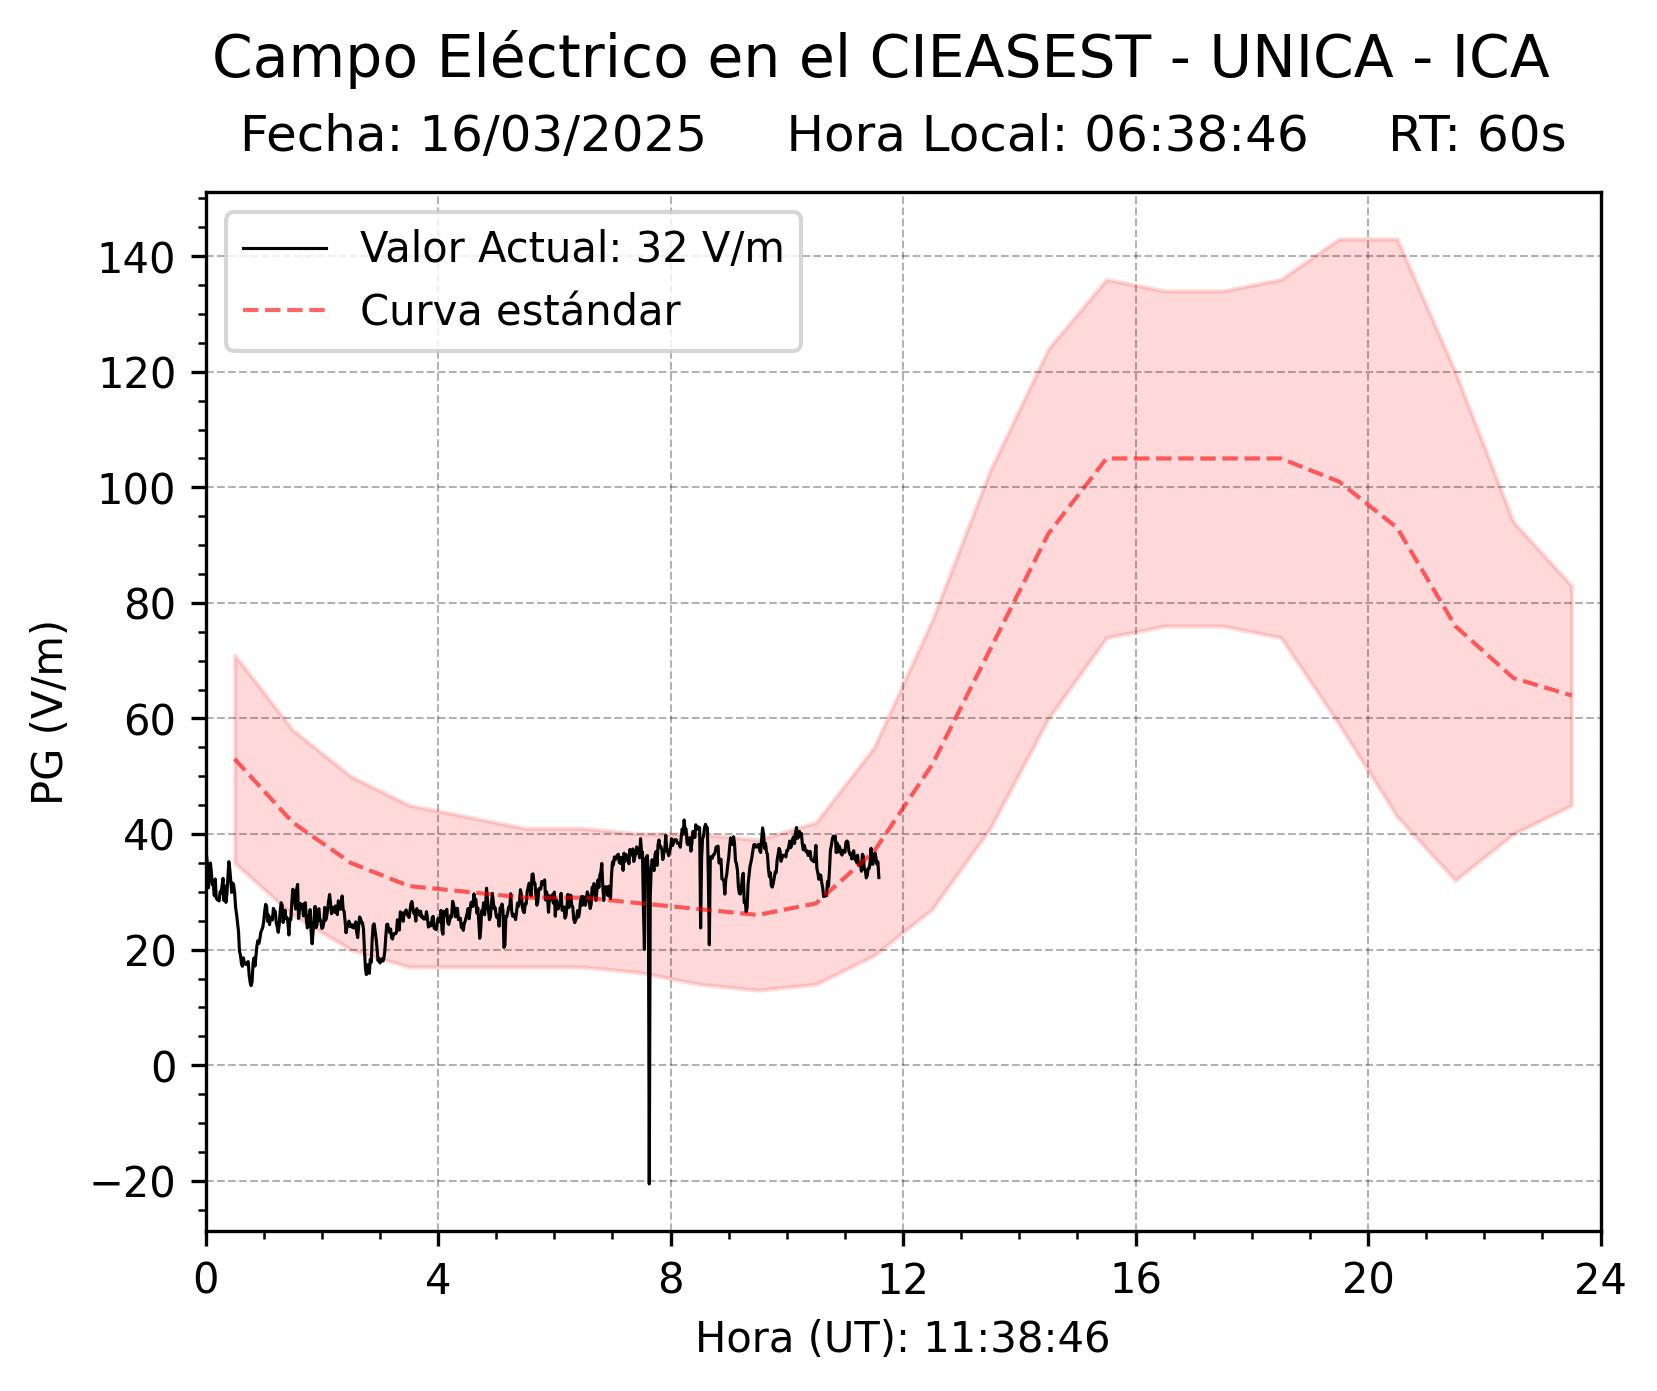 Campo Eléctrico en el CIEASEST - UNICA - ICA
Fecha: 16/03/2025 Hora Local: 06:38:46 RT: 60s
Valor Actual: 32 V/m
Curva estándar
PG (V/m)
140
120
100
80
60
40
20
0
−20
0 4 8 12 16 20 24
Hora (UT): 11:38:46